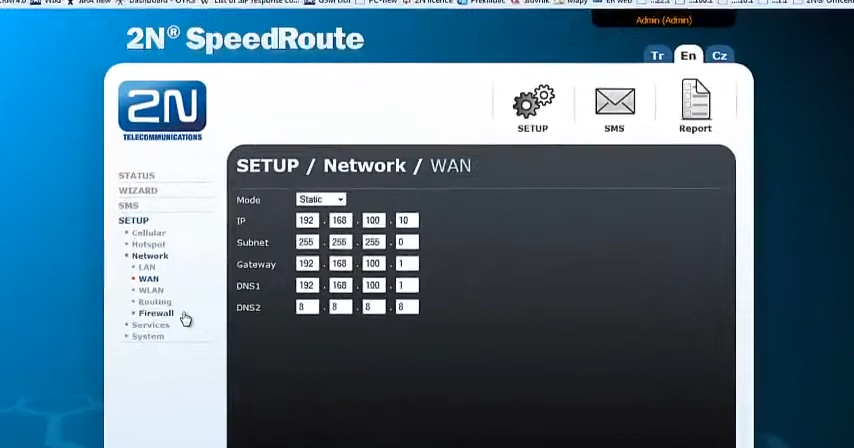 Admin (Admin)
2N® SpeedRoute
Tr En Cz
2N
TELECOMMUNICATIONS
SETUP SMS Report
SETUP / Network / WAN
STATUS
WIZARD
SMS
SETUP
Cellular
Hotspot
Network
LAN
WAN
WLAN
Routing
Firewall
Services
System
Mode Static
IP 192 . 168 . 100 . 10
Subnet 255 . 255 . 255 . 0
Gateway 192 . 168 . 100 . 1
DNS1 192 . 168 . 100 . 1
DNS2 8 . 8 . 8 . 8